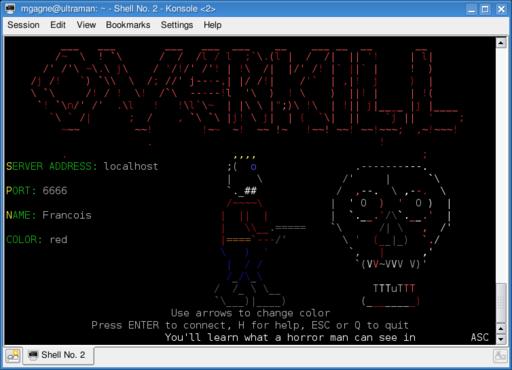 mgagne@ultraman: ~ - Shell No. 2 - Konsole <2>
Session Edit View Bookmarks Settings Help
OVERKILL
SERVER ADDRESS: localhost
PORT: 6666
NAME: Francois
COLOR: red
Use arrows to change color
Press ENTER to connect, H for help, ESC or Q to quit
You'll learn what a horror man can see in ASC
Shell No. 2